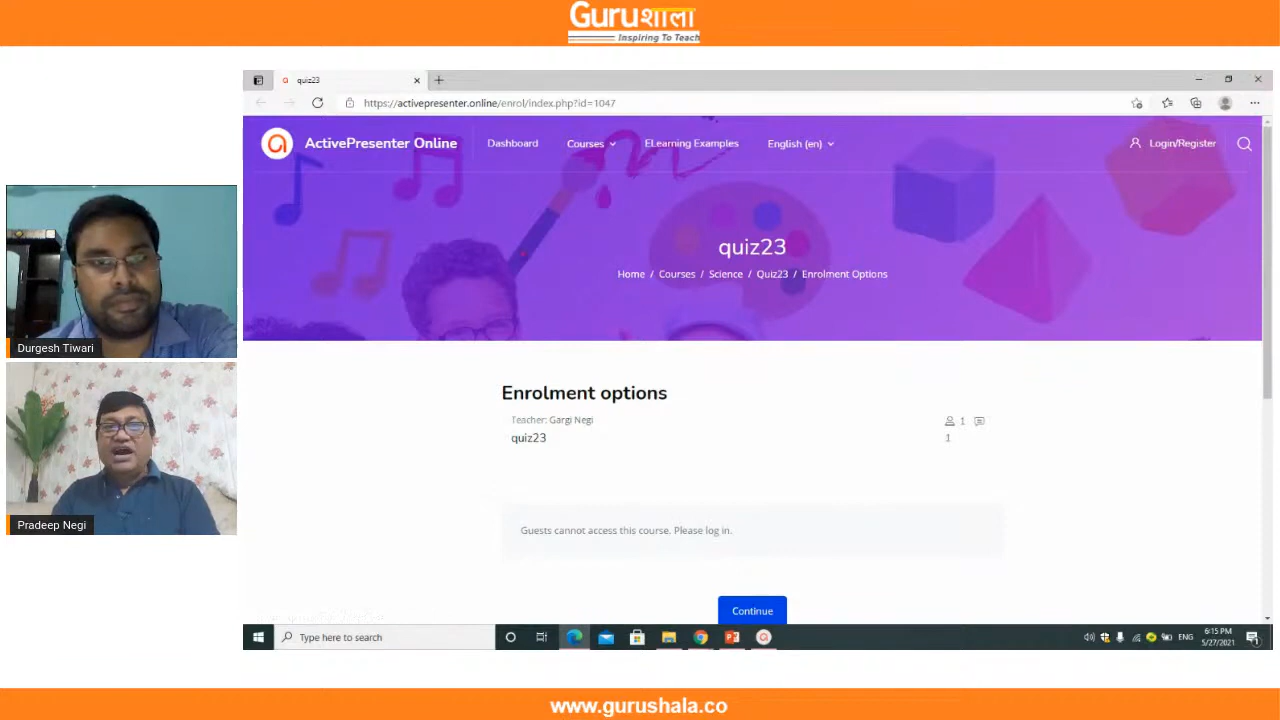 Guruशाला
Inspiring To Teach
quiz23
https://activepresenter.online/enrol/index.php?id=1047
ActivePresenter Online
Dashboard
Courses
ELearning Examples
English (en)
Login/Register
quiz23
Home / Courses / Science / Quiz23 / Enrolment Options
Enrolment options
Teacher: Gargi Negi
1
quiz23
1
Guests cannot access this course. Please log in.
Continue
Durgesh Tiwari
Pradeep Negi
Type here to search
ENG
6:15 PM
5/27/2021
www.gurushala.co